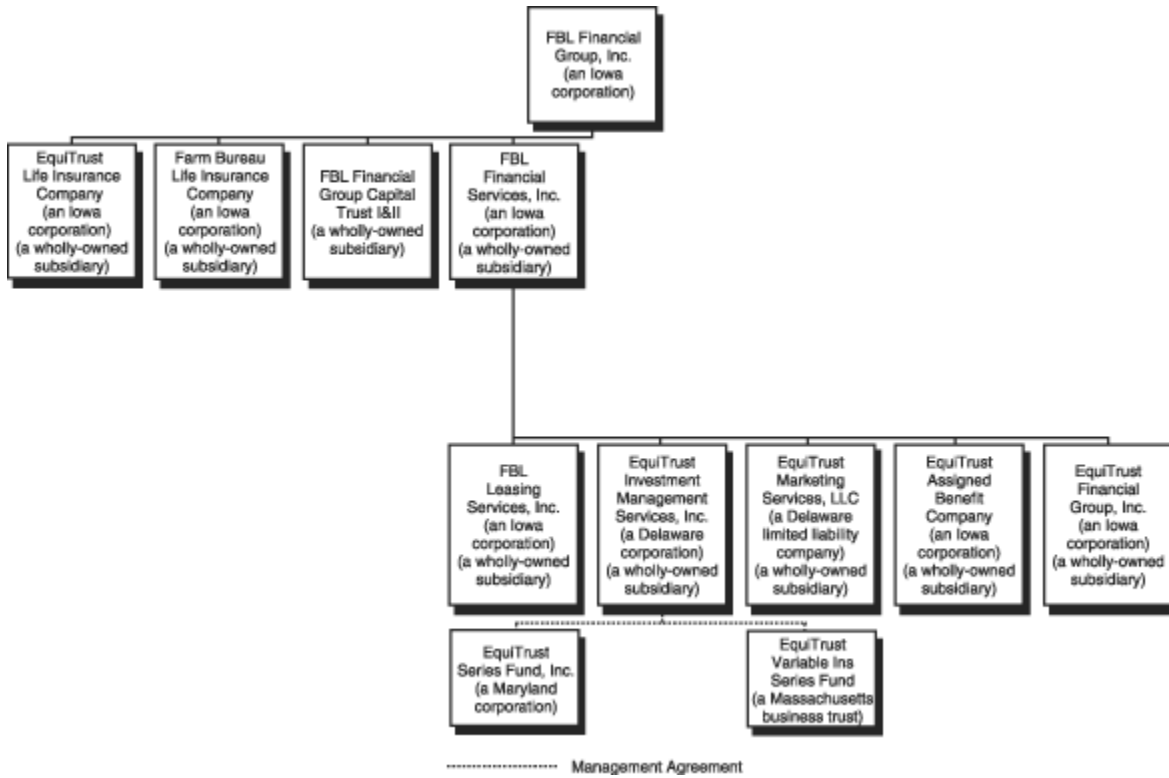 FBL Financial
Group, Inc.
(an Iowa
corporation)
EquiTrust
Life Insurance
Company
(an Iowa
corporation)
(a wholly-owned
subsidiary)
Farm Bureau
Life Insurance
Company
(an Iowa
corporation)
(a wholly-owned
subsidiary)
FBL Financial
Group Capital
Trust I&II
(a wholly-owned
subsidiary)
FBL
Financial
Services, Inc.
(an Iowa
corporation)
(a wholly-owned
subsidiary)
FBL
Leasing
Services, Inc.
(an Iowa
corporation)
(a wholly-owned
subsidiary)
EquiTrust
Investment
Management
Services, Inc.
(a Delaware
corporation)
(a wholly-owned
subsidiary)
EquiTrust
Marketing
Services, LLC
(a Delaware
limited liability
company)
(a wholly-owned
subsidiary)
EquiTrust
Assigned
Benefit
Company
(an Iowa
corporation)
(a wholly-owned
subsidiary)
EquiTrust
Financial
Group, Inc.
(an Iowa
corporation)
(a wholly-owned
subsidiary)
EquiTrust
Series Fund, Inc.
(a Maryland
corporation)
EquiTrust
Variable Ins
Series Fund
(a Massachusetts
business trust)
Management Agreement